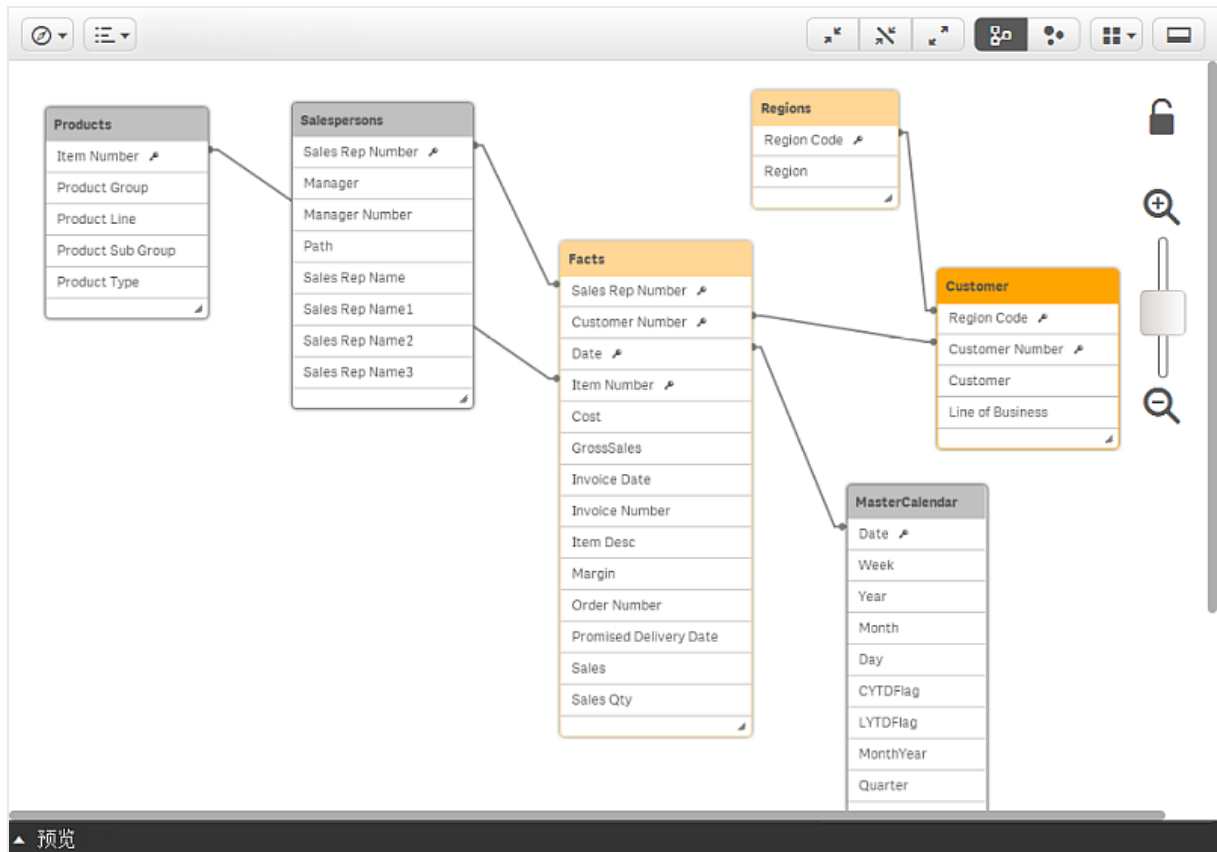 Products
Item Number
Product Group
Product Line
Product Sub Group
Product Type
Salespersons
Sales Rep Number
Manager
Manager Number
Path
Sales Rep Name
Sales Rep Name1
Sales Rep Name2
Sales Rep Name3
Facts
Sales Rep Number
Customer Number
Date
Item Number
Cost
GrossSales
Invoice Date
Invoice Number
Item Desc
Margin
Order Number
Promised Delivery Date
Sales
Sales Qty
Regions
Region Code
Region
Customer
Region Code
Customer Number
Customer
Line of Business
MasterCalendar
Date
Week
Year
Month
Day
CYTDFlag
LYTDFlag
MonthYear
Quarter
预览